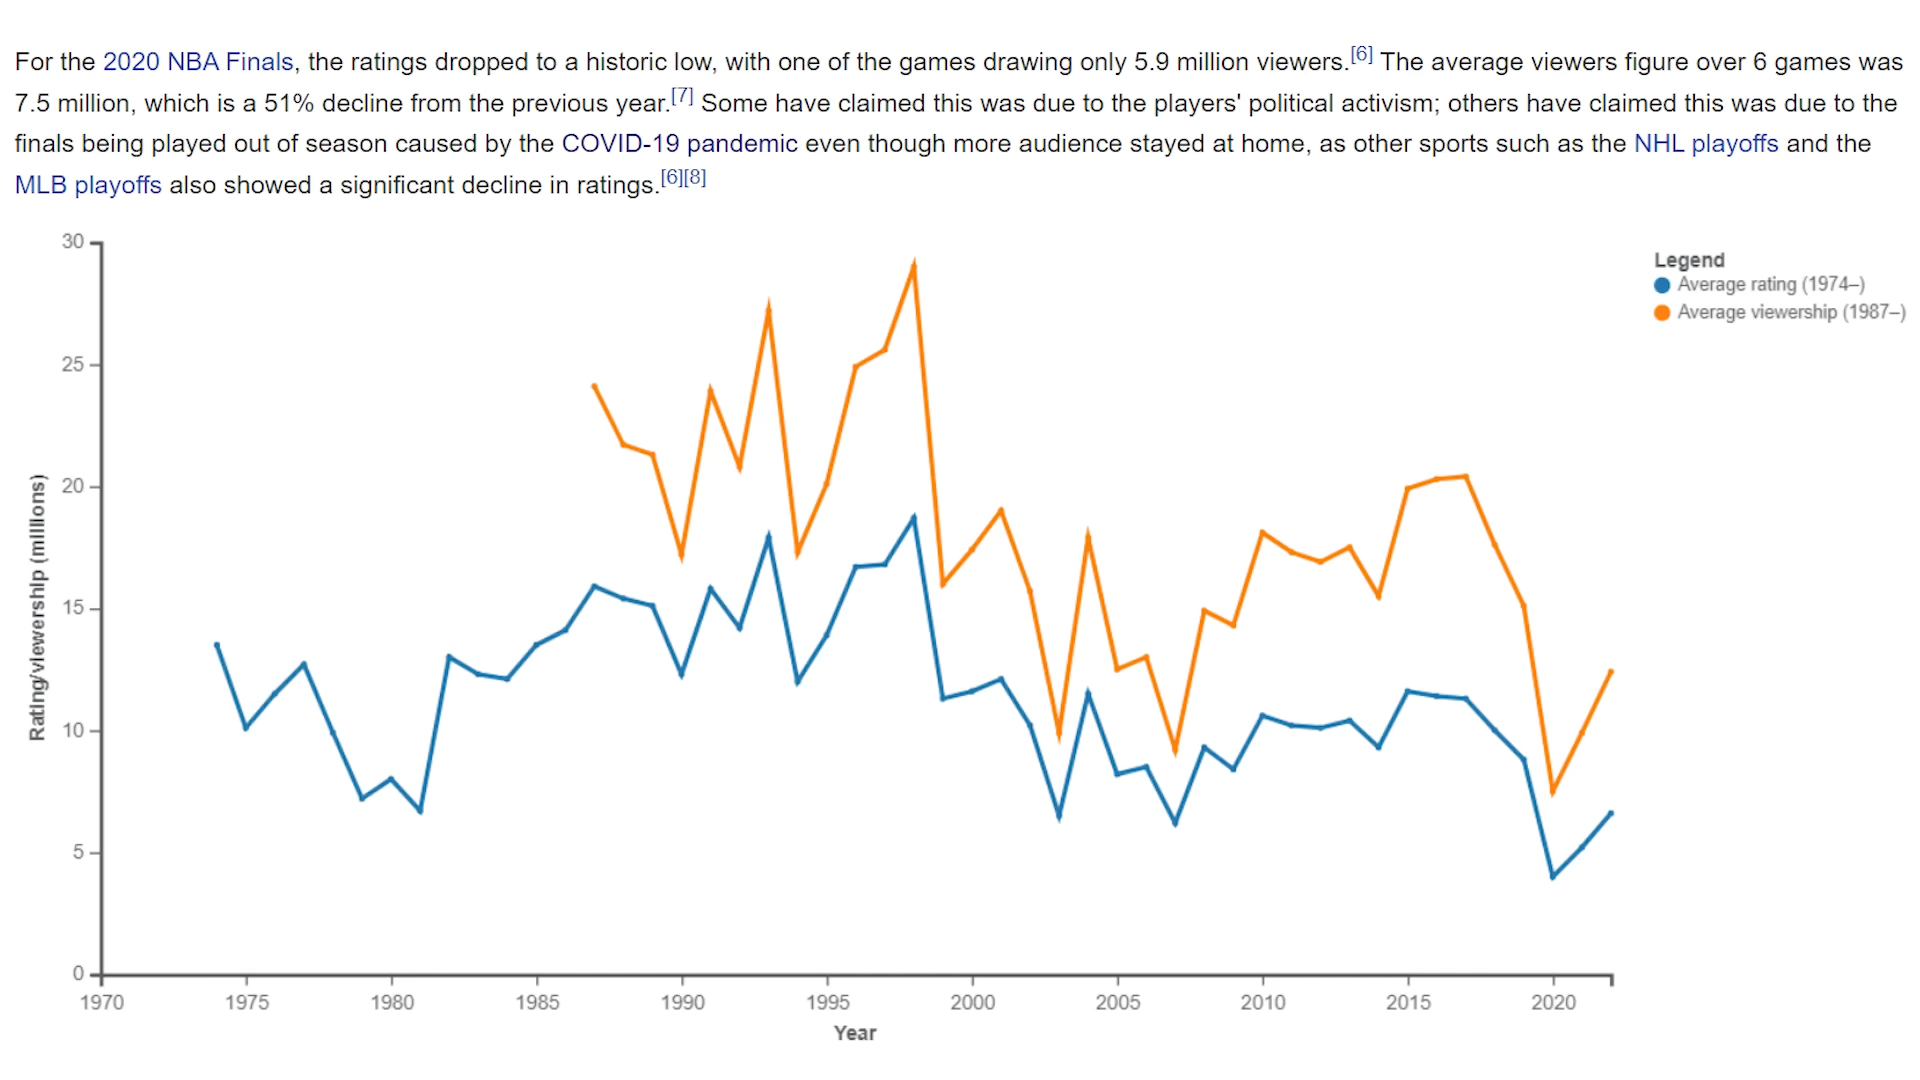 For the 2020 NBA Finals, the ratings dropped to a historic low, with one of the games drawing only 5.9 million viewers.[6] The average viewers figure over 6 games was
7.5 million, which is a 51% decline from the previous year.[7] Some have claimed this was due to the players' political activism; others have claimed this was due to the
finals being played out of season caused by the COVID-19 pandemic even though more audience stayed at home, as other sports such as the NHL playoffs and the
MLB playoffs also showed a significant decline in ratings.[6][8]
Legend
Average rating (1974–)
Average viewership (1987–)
Rating/viewership (millions)
30
25
20
15
10
5
0
1970 1975 1980 1985 1990 1995 2000 2005 2010 2015 2020
Year